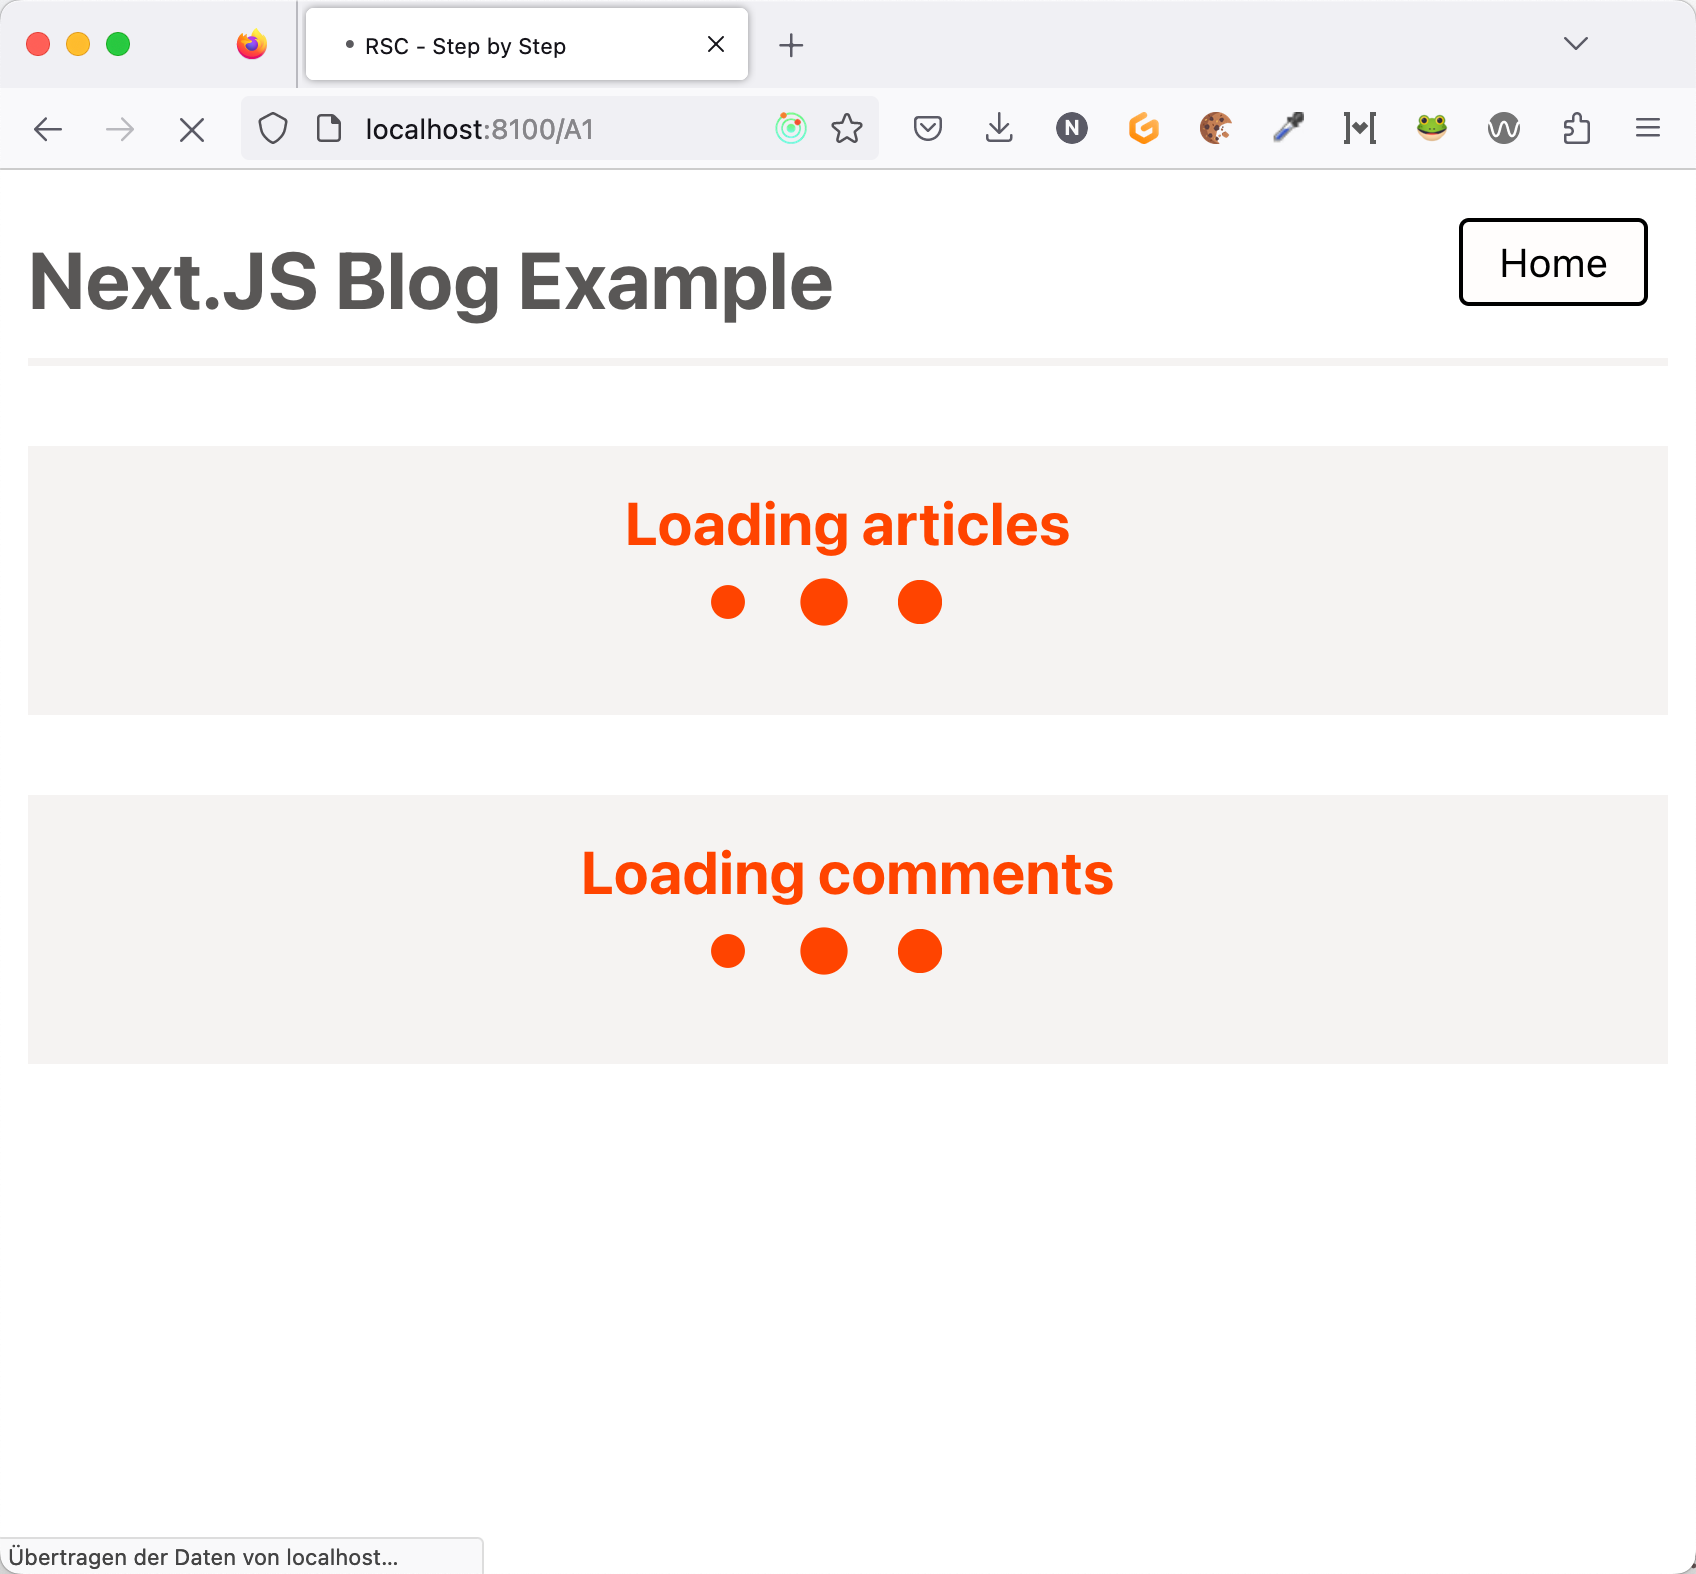 RSC - Step by Step
localhost:8100/A1
N
Next.JS Blog Example
Home
Loading articles
Loading comments
Übertragen der Daten von localhost...